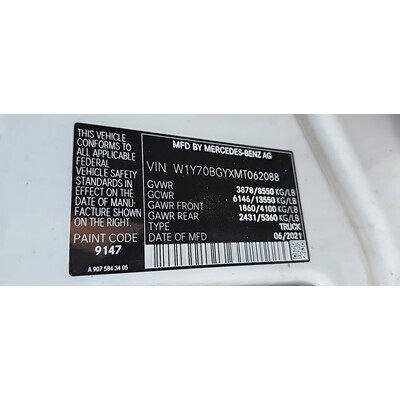 THIS VEHICLE
CONFORMS TO
ALL APPLICABLE
FEDERAL
VEHICLE SAFETY
STANDARDS IN
EFFECT ON THE
DATE OF MANU-
FACTURE SHOWN
ON THE RIGHT.
PAINT CODE
9147
A 907 584 34 05
MFD BY MERCEDES-BENZ AG
VIN W1Y70BGYXMT062088
GVWR 3878/8550 KG/LB
GCWR 6146/13550 KG/LB
GAWR FRONT 1860/4100 KG/LB
GAWR REAR 2431/5360 KG/LB
TYPE TRUCK
DATE OF MFD. 06/2021